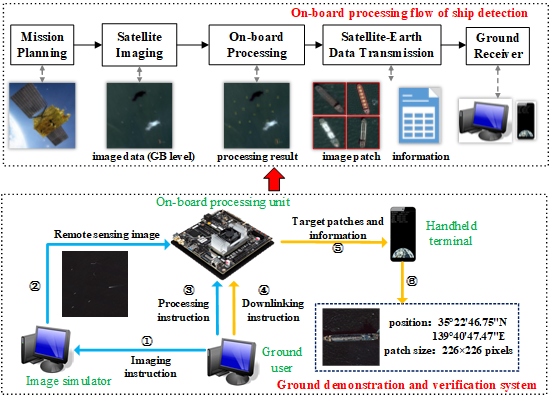 On-board processing flow of ship detection
Mission
Planning
Satellite
Imaging
On-board
Processing
Satellite-Earth
Data Transmission
Ground
Receiver
image data (GB level)
processing result
image patch
information
On-board processing unit
Remote sensing image
Target patches and
information
⑤
Handheld
terminal
②
③
④
⑥
Processing
instruction
Downlinking
instruction
①
Imaging
instruction
Image simulator
Ground
user
position: 35°22'46.75"N
139°40'47.47"E
patch size: 226×226 pixels
Ground demonstration and verification system